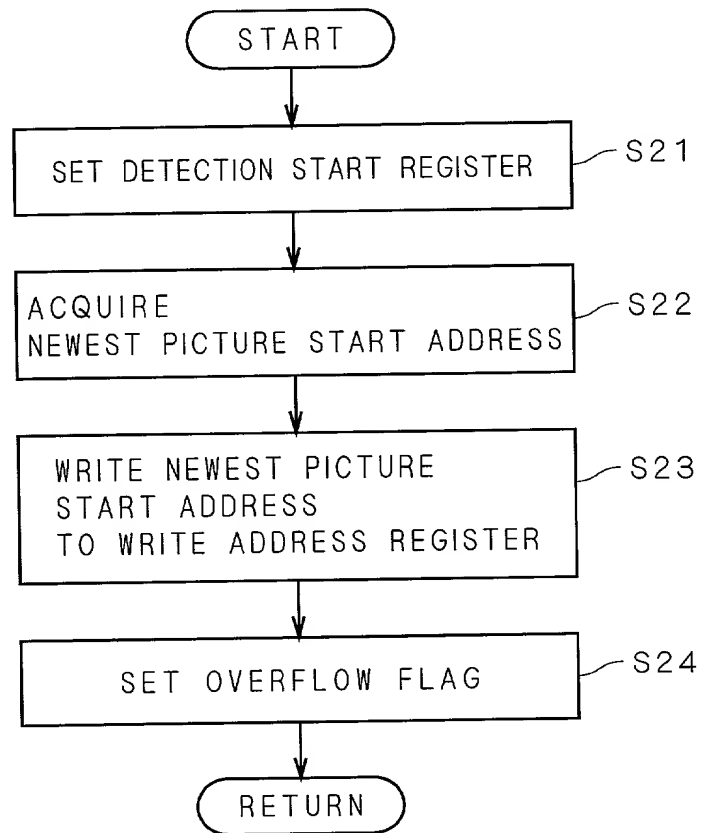 START
SET DETECTION START REGISTER
S21
ACQUIRE
NEWEST PICTURE START ADDRESS
S22
WRITE NEWEST PICTURE
START ADDRESS
TO WRITE ADDRESS REGISTER
S23
SET OVERFLOW FLAG
S24
RETURN